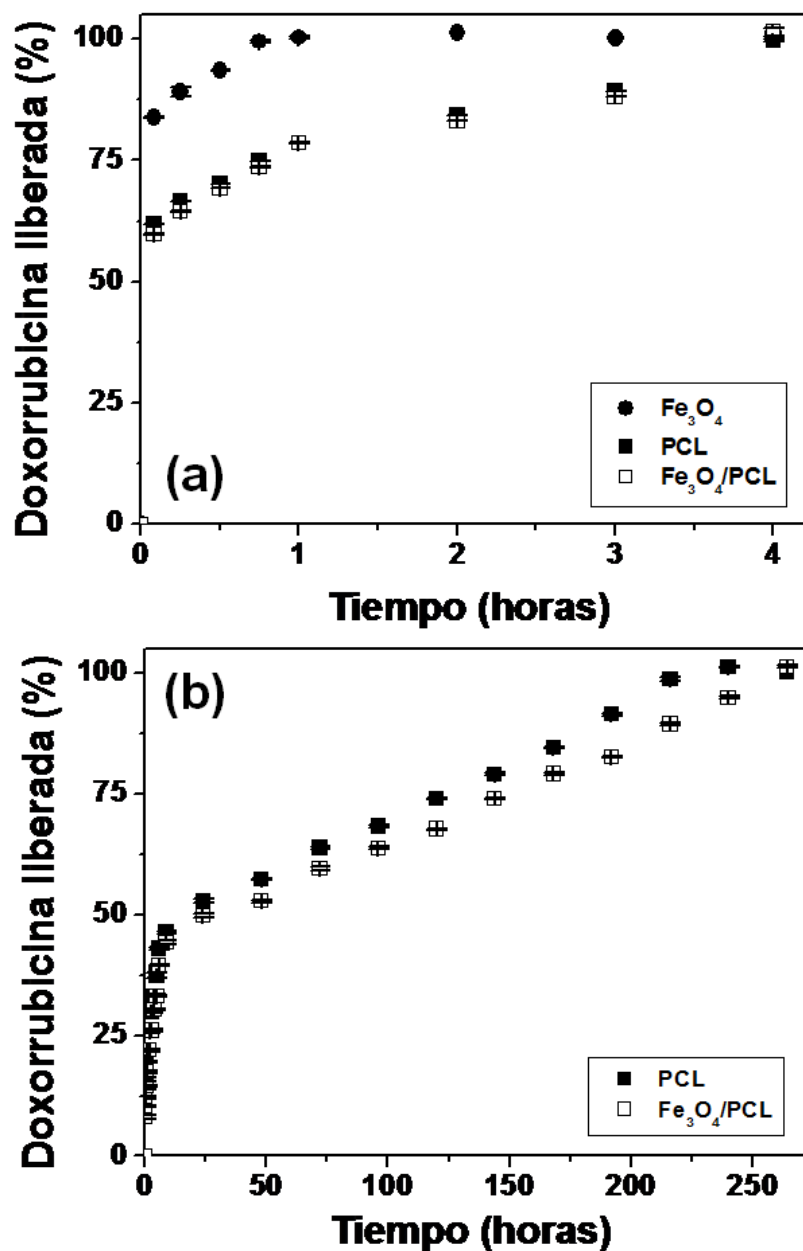 Doxorrubicina liberada (%)
100
75
50
25
0
(a)
Fe₃O₄
PCL
Fe₃O₄/PCL
0 1 2 3 4
Tiempo (horas)
Doxorrubicina liberada (%)
100
75
50
25
0
(b)
PCL
Fe₃O₄/PCL
0 50 100 150 200 250
Tiempo (horas)